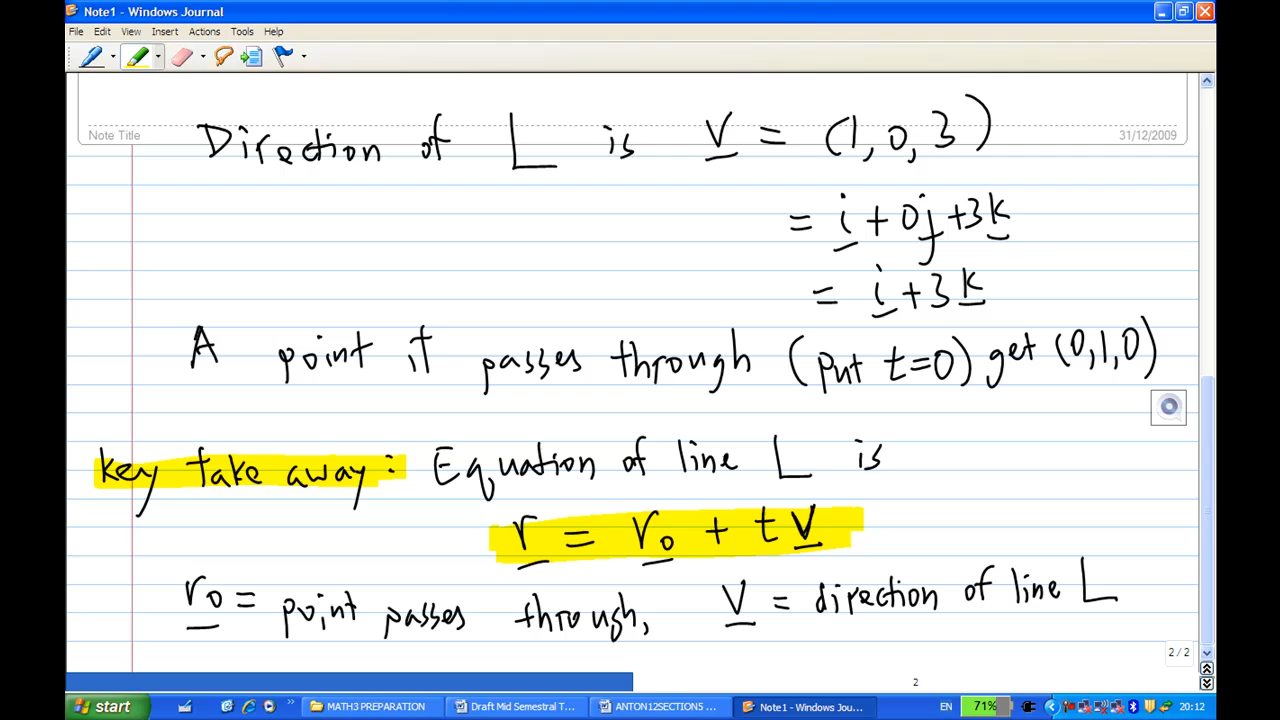 Note1 - Windows Journal
File Edit View Insert Actions Tools Help
Note Title
31/12/2009
Direction of L is v = (1, 0, 3)
= i + 0j + 3k
= i + 3k
A point it passes through (put t=0) get (0,1,0)
key take away: Equation of line L is
r = r0 + t v
r0 = point passes through, v = direction of line L
2 / 2
2
start
MATH3 PREPARATION
Draft Mid Semestral T...
ANTON12SECTION5 ...
Note1 - Windows Jou...
EN
71%
20:12